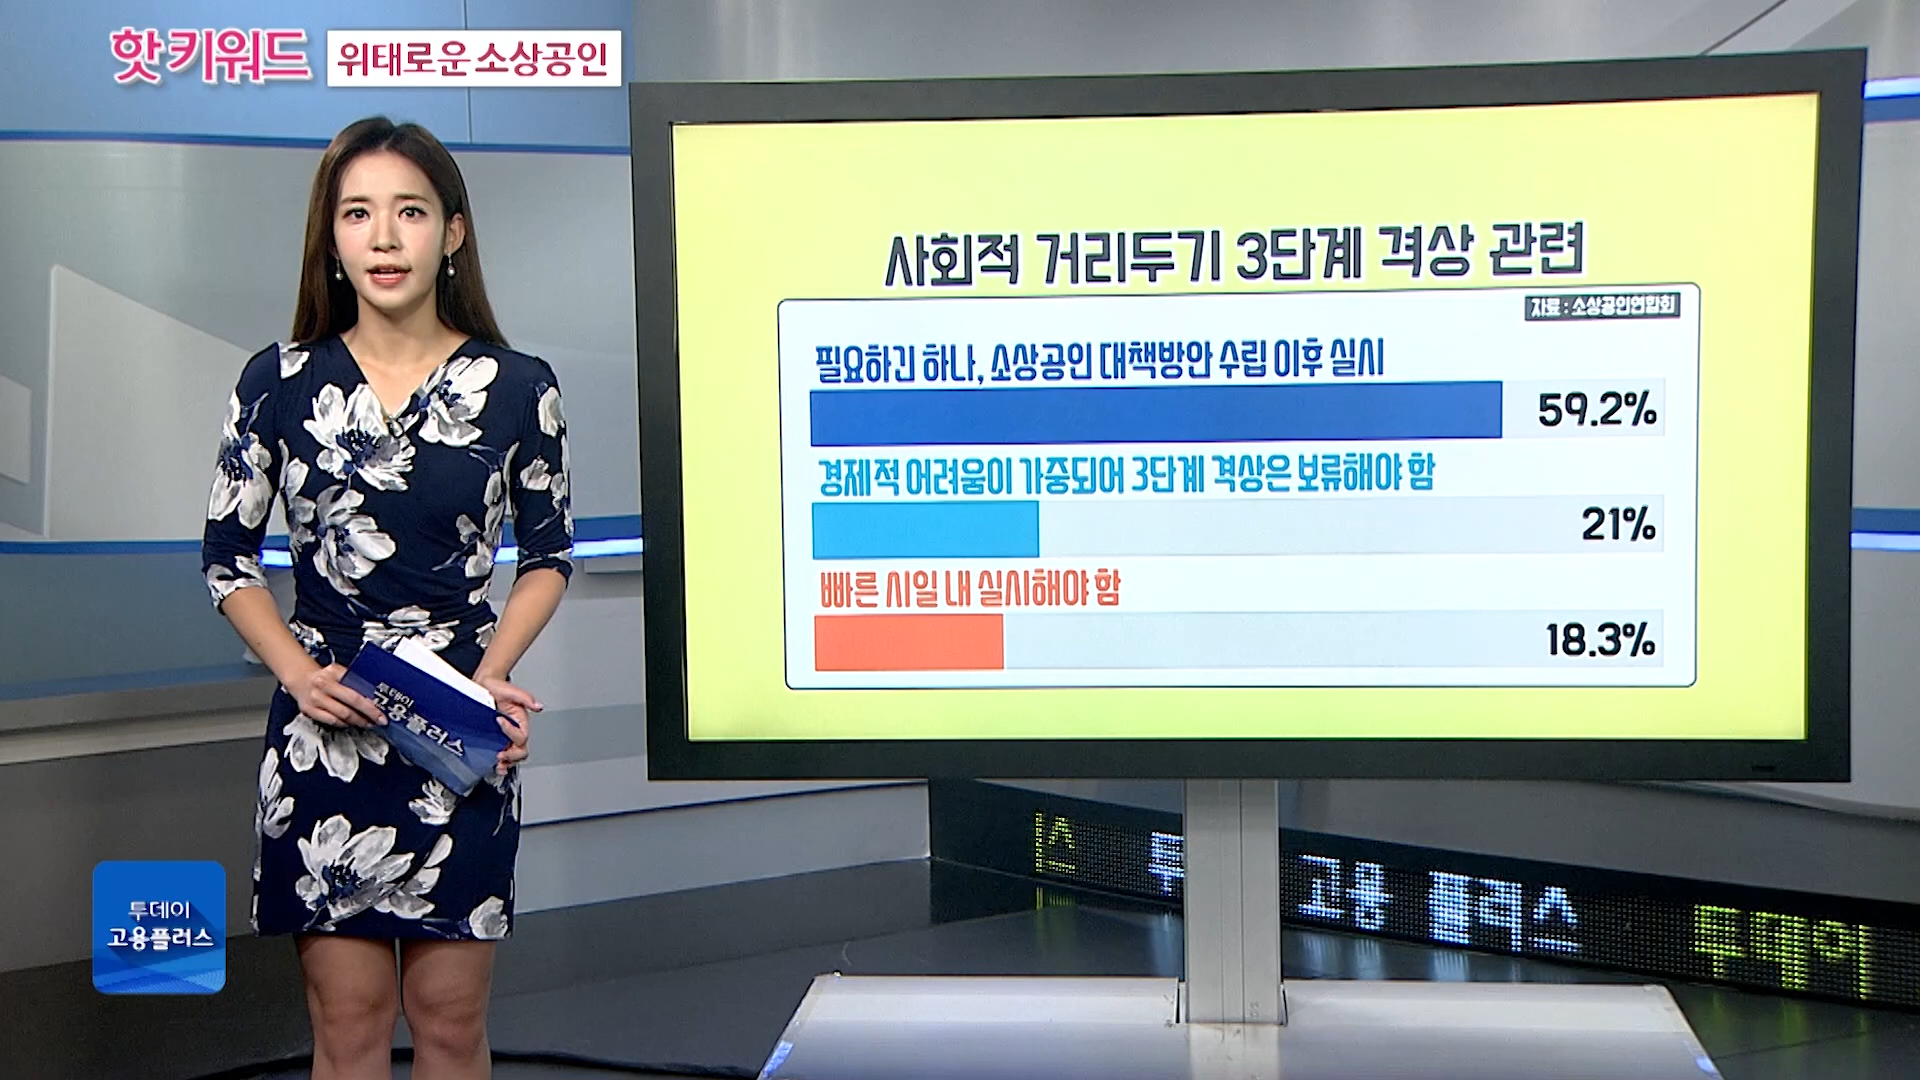 핫키워드 위태로운 소상공인
사회적 거리두기 3단계 격상 관련
자료 : 소상공인연합회
필요하긴 하나, 소상공인 대책방안 수립 이후 실시
59.2%
경제적 어려움이 가중되어 3단계 격상은 보류해야 함
21%
빠른 시일 내 실시해야 함
18.3%
투데이
고용플러스
투데이
고용플러스
투 고용 플러스 투데이